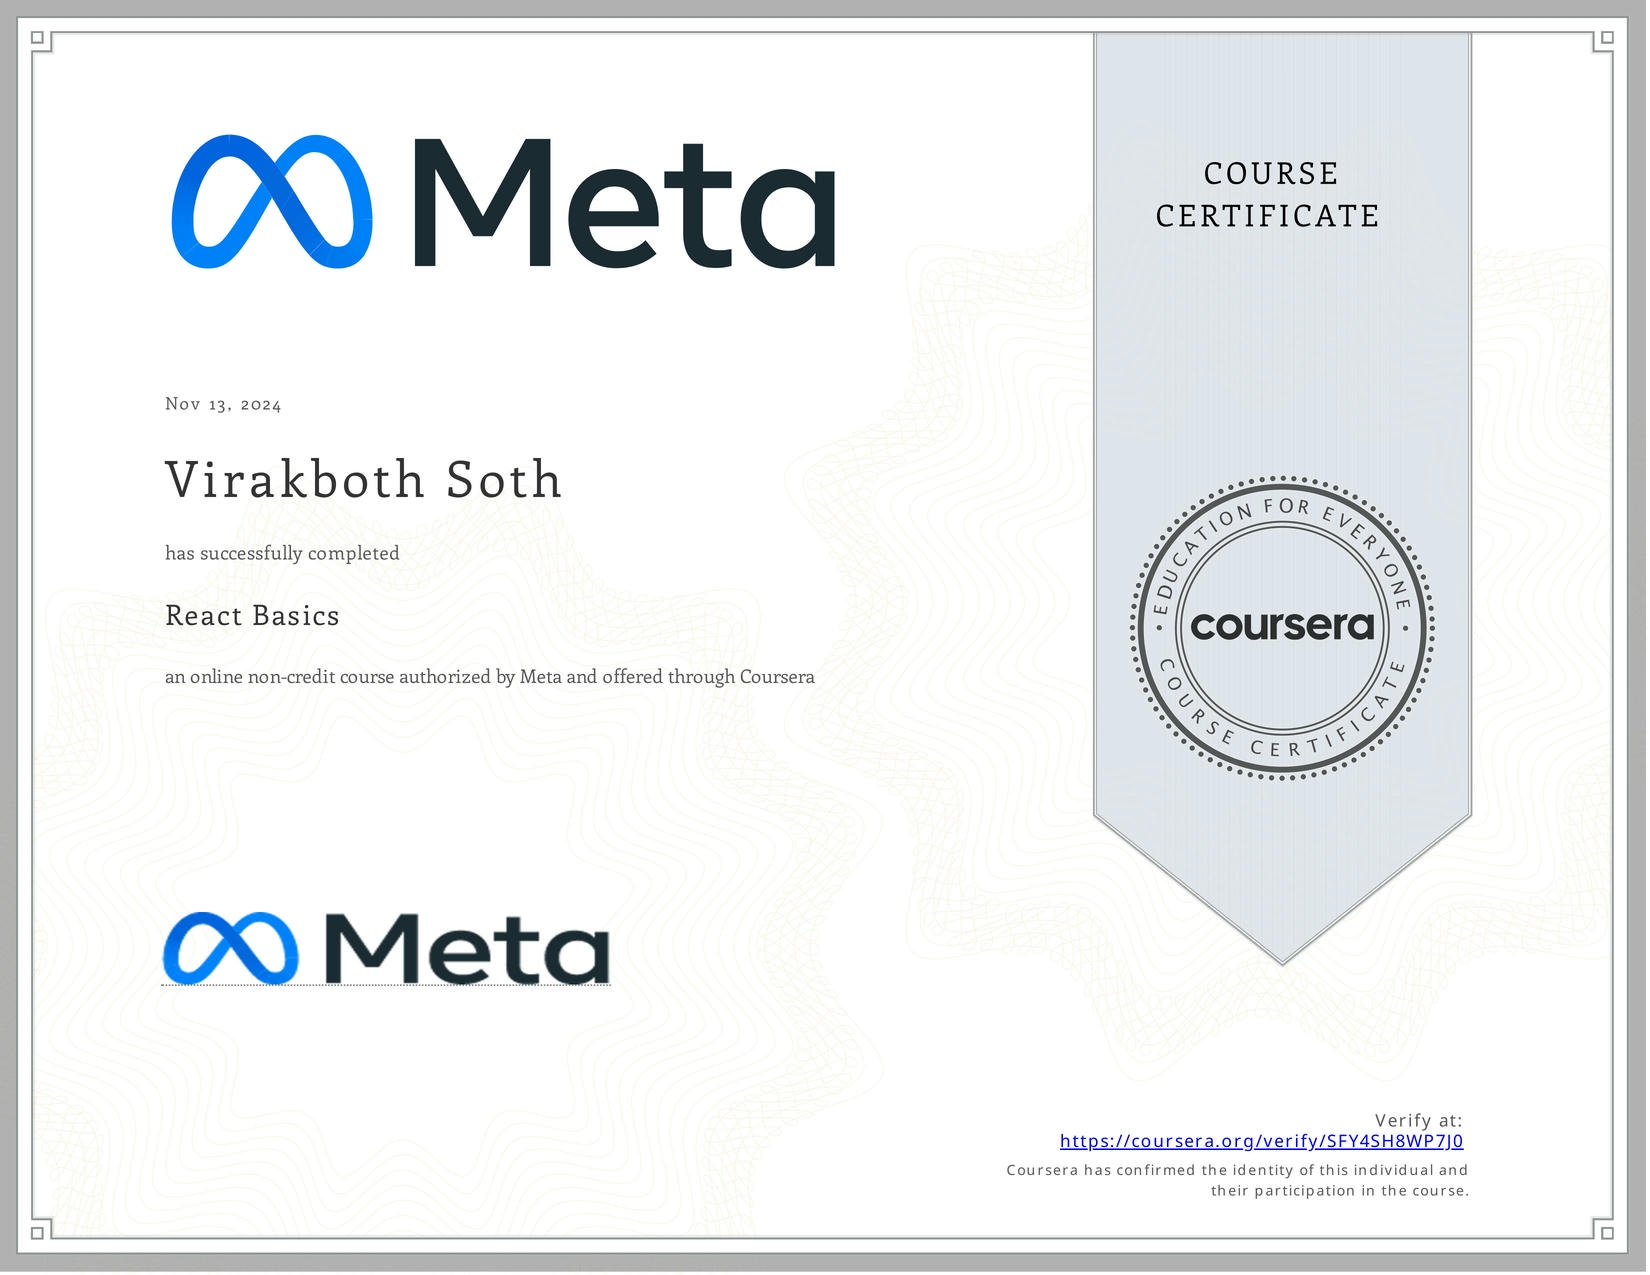 Meta
COURSE
CERTIFICATE
Nov 13, 2024
Virakboth Soth
has successfully completed
React Basics
an online non-credit course authorized by Meta and offered through Coursera
EDUCATION FOR EVERYONE
coursera
COURSE CERTIFICATE
Meta
Verify at:
https://coursera.org/verify/SFY4SH8WP7J0
Coursera has confirmed the identity of this individual and
their participation in the course.